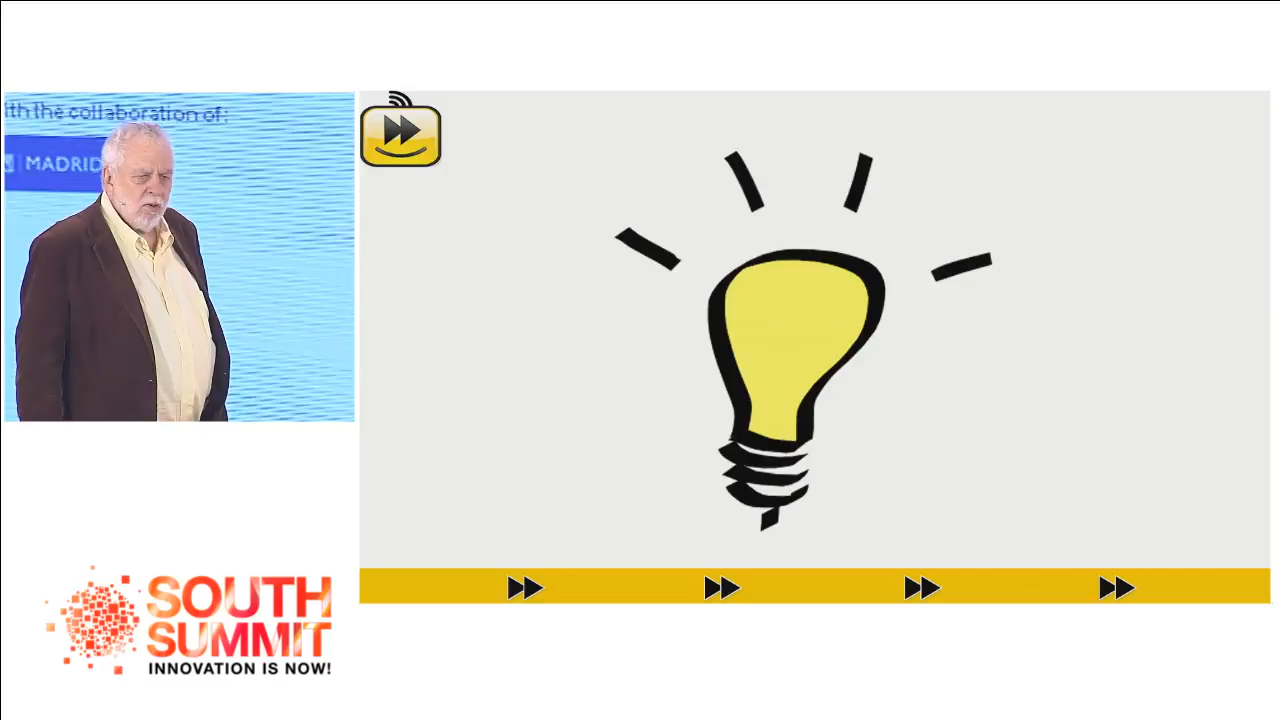 ith the collaboration of:
MADRID
SOUTH
SUMMIT
INNOVATION IS NOW!